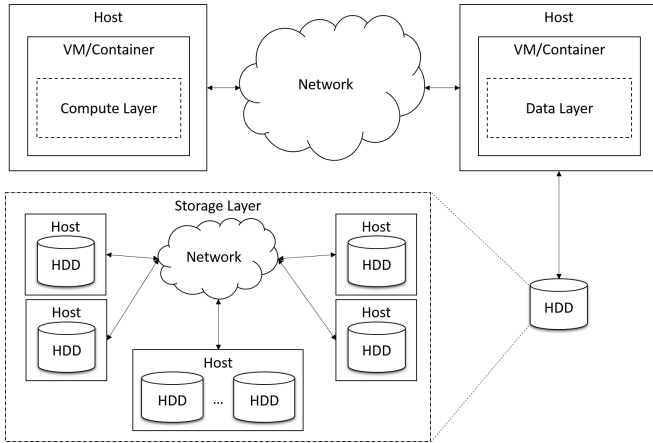 Host
VM/Container
Compute Layer
Network
Host
VM/Container
Data Layer
Storage Layer
Host
HDD
Network
Host
HDD
Host
HDD
Host
HDD
Host
HDD
...
HDD
HDD